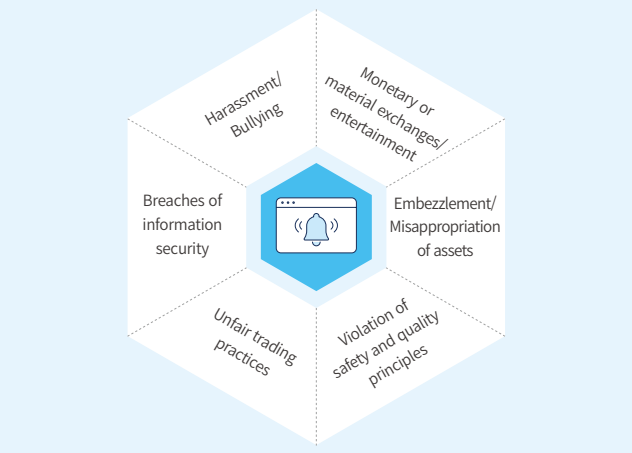 Harassment/
Bullying
Monetary or
material exchanges/
entertainment
Breaches of
information
security
Embezzlement/
Misappropriation
of assets
Unfair trading
practices
Violation of
safety and quality
principles